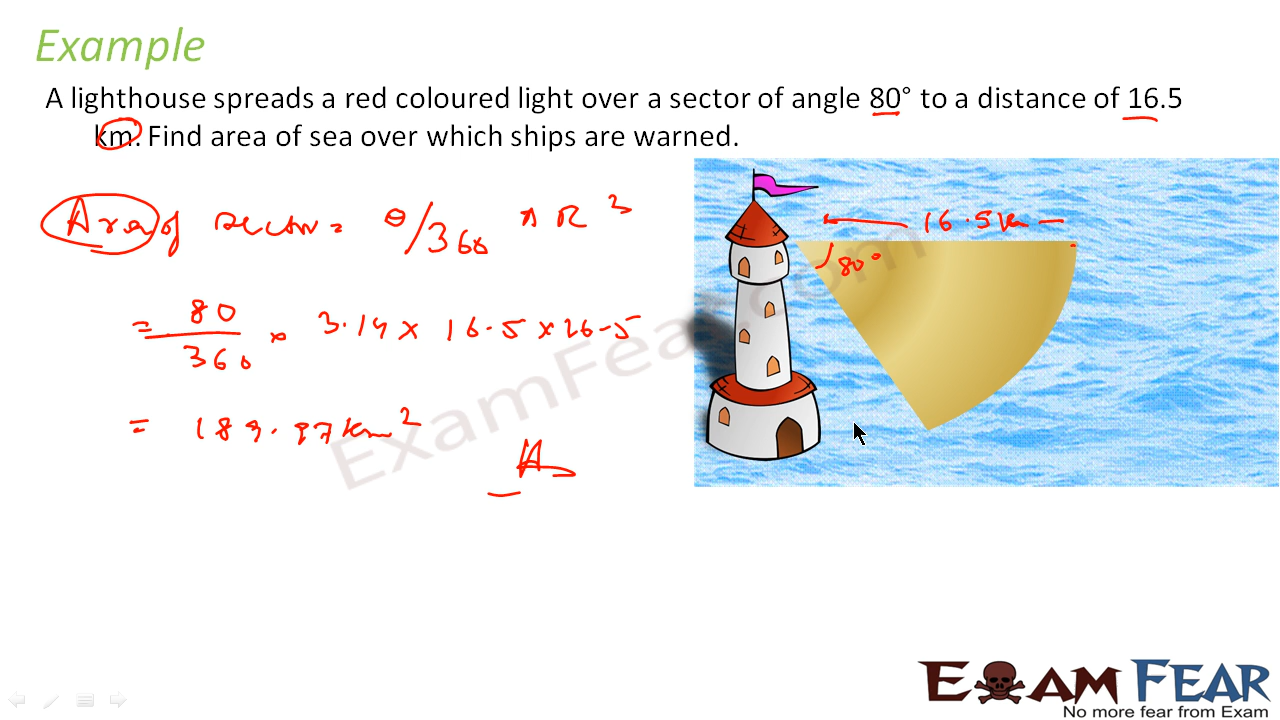 Example
A lighthouse spreads a red coloured light over a sector of angle 80° to a distance of 16.5
km. Find area of sea over which ships are warned.
Area of sector = θ/360 π R²
16.5 km
80°
= 80/360 × 3.14 × 16.5 × 16.5
= 189.97 km²
ExamFear.com
EXAM FEAR
No more fear from Exam